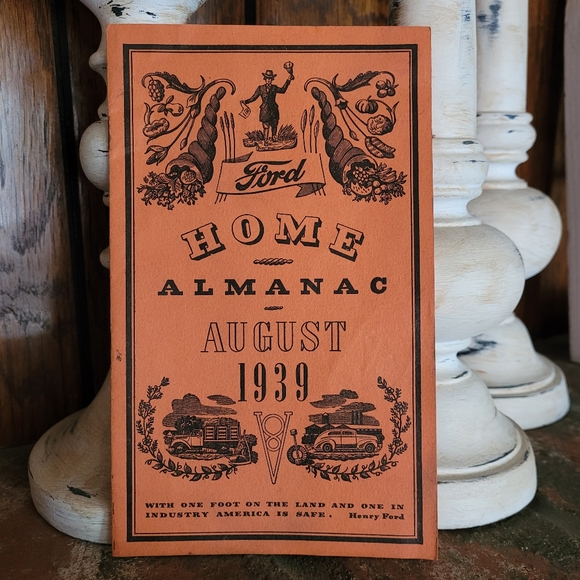 Ford
HOME
ALMANAC
AUGUST
1939
V8
WITH ONE FOOT ON THE LAND AND ONE IN
INDUSTRY AMERICA IS SAFE. Henry Ford